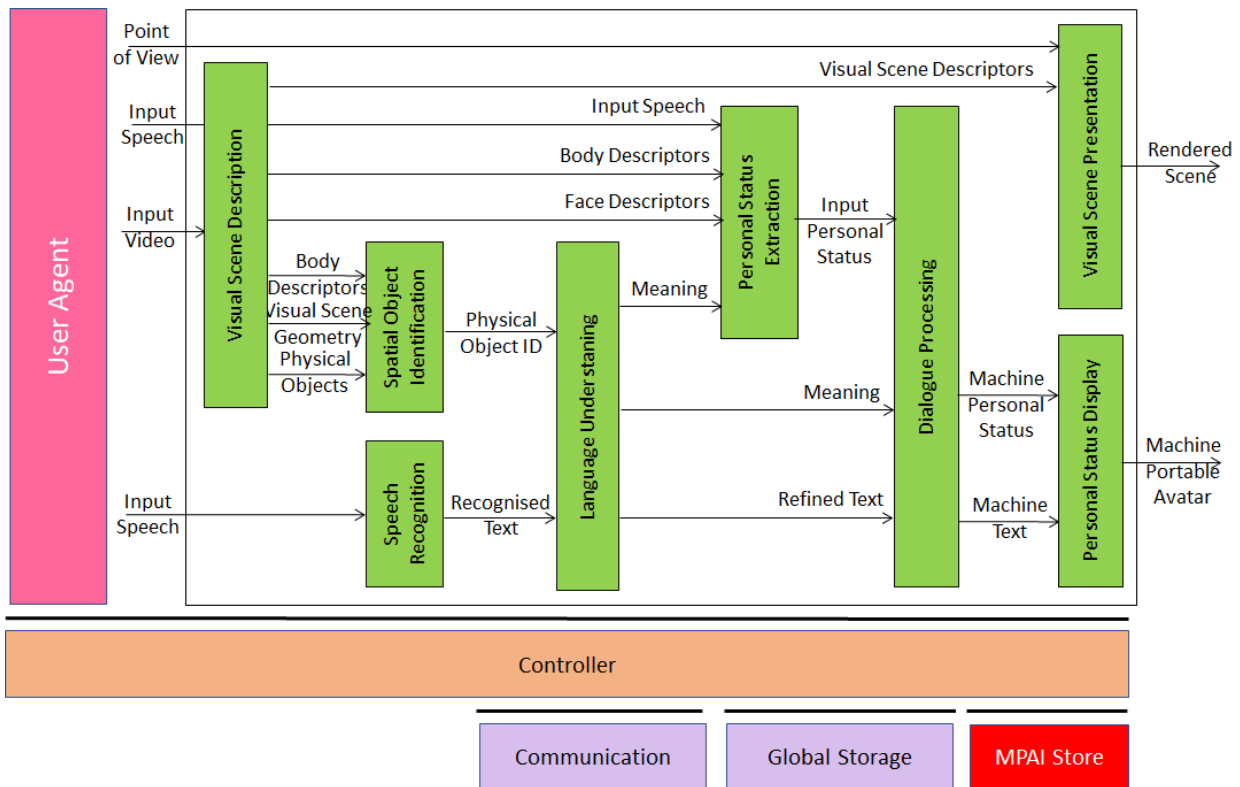 User Agent
Point
of View
Input
Speech
Input
Video
Input
Speech
Visual Scene Description
Visual Scene Descriptors
Input Speech
Body Descriptors
Face Descriptors
Body
Descriptors
Visual Scene
Geometry
Physical
Objects
Spatial Object
Identification
Physical
Object ID
Speech
Recognition
Recognised
Text
Language Understaning
Meaning
Meaning
Refined Text
Personal Status
Extraction
Input
Personal
Status
Dialogue Processing
Machine
Personal
Status
Machine
Text
Visual Scene Presentation
Personal Status Display
Rendered
Scene
Machine
Portable
Avatar
Controller
Communication
Global Storage
MPAI Store